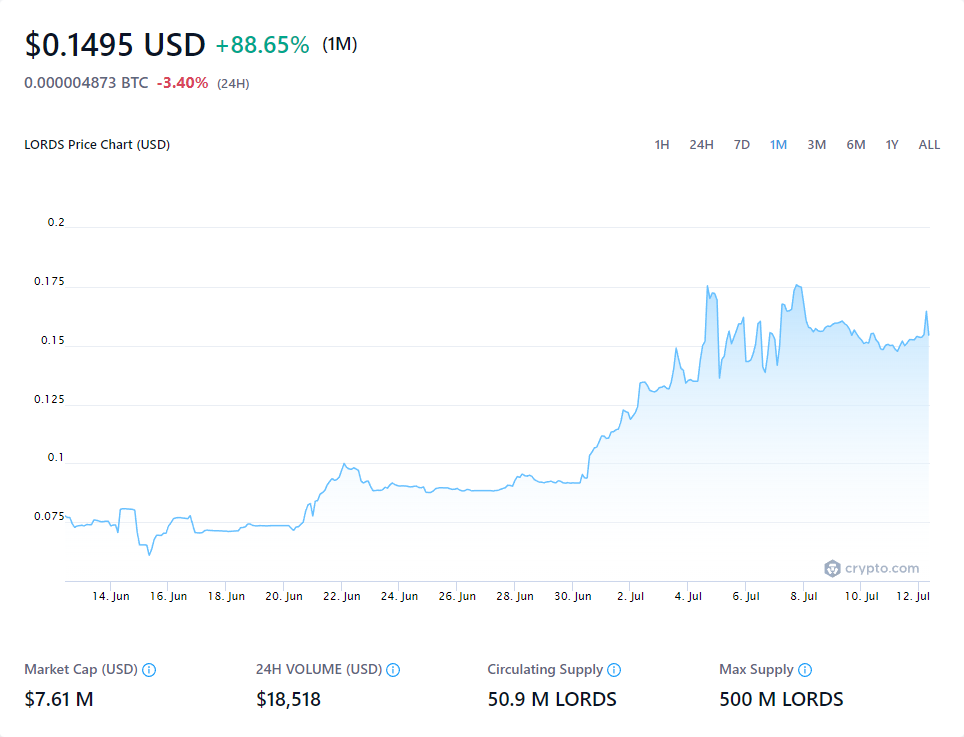 $0.1495 USD +88.65% (1M)
0.000004873 BTC -3.40% (24H)
LORDS Price Chart (USD)
1H 24H 7D 1M 3M 6M 1Y ALL
0.2
0.175
0.15
0.125
0.1
0.075
crypto.com
14. Jun 16. Jun 18. Jun 20. Jun 22. Jun 24. Jun 26. Jun 28. Jun 30. Jun 2. Jul 4. Jul 6. Jul 8. Jul 10. Jul 12. Jul
Market Cap (USD) 24H VOLUME (USD) Circulating Supply Max Supply
$7.61 M $18,518 50.9 M LORDS 500 M LORDS